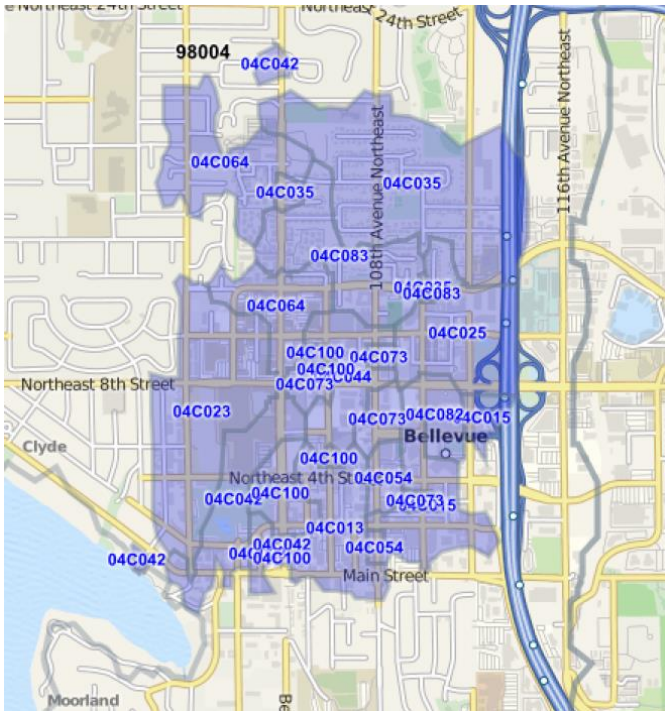 Northeast 24th Street
Northeast
24th Street
98004
04C042
116th Avenue Northeast
108th Avenue Northeast
04C064
04C035
04C035
04C083
04C083
04C064
04C025
04C100
04C073
04C100
04C073
Northeast 8th Street
04C023
04C073
04C082
04C015
Bellevue
Clyde
04C100
Northeast 4th St
04C054
04C100
04C042
04C073
04C013
04C042
04C054
04C042
04C100
Main Street
Moorland
Be